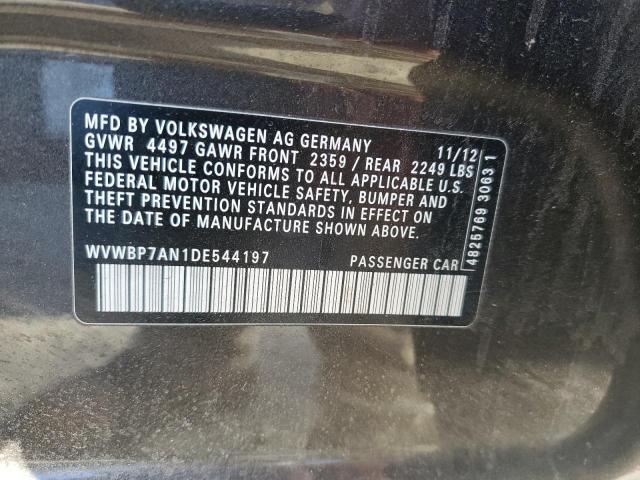 MFD BY VOLKSWAGEN AG GERMANY 11/12
GVWR 4497 GAWR FRONT 2359 / REAR 2249 LBS
THIS VEHICLE CONFORMS TO ALL APPLICABLE U.S.
FEDERAL MOTOR VEHICLE SAFETY, BUMPER AND
THEFT PREVENTION STANDARDS IN EFFECT ON
THE DATE OF MANUFACTURE SHOWN ABOVE.
WVWBP7AN1DE544197 PASSENGER CAR
4825769 3063 1